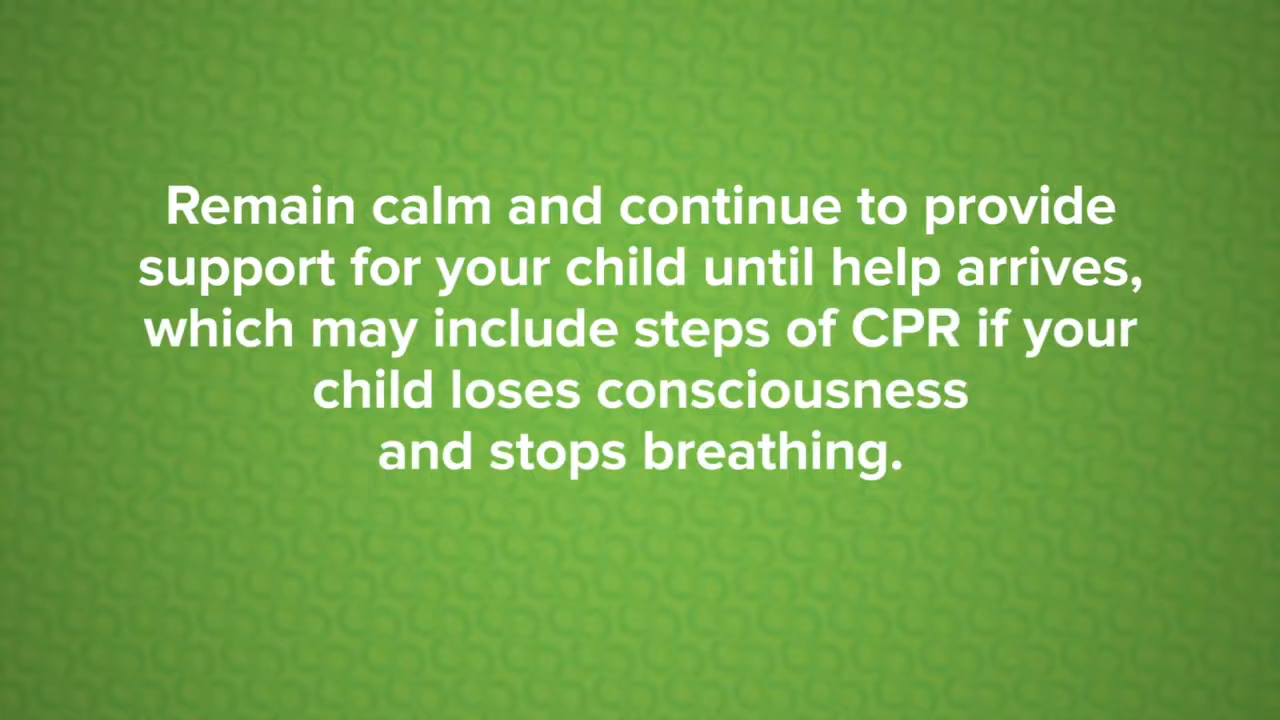 Remain calm and continue to provide
support for your child until help arrives,
which may include steps of CPR if your
child loses consciousness
and stops breathing.